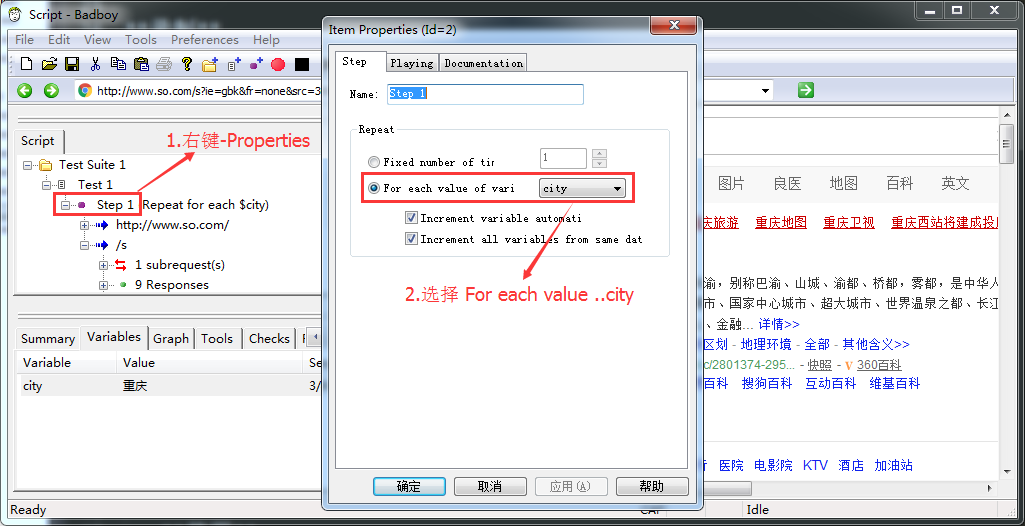 Script - Badboy
File Edit View Tools Preferences Help
http://www.so.com/s?ie=gbk&fr=none&src=3
Script
1.右键-Properties
Test Suite 1
Test 1
Step 1 Repeat for each $city)
http://www.so.com/
/s
1 subrequest(s)
9 Responses
Summary Variables Graph Tools Checks
Variable Value Se
city 重庆 3/
Ready
Item Properties (Id=2)
Step Playing Documentation
Name: Step 1
Repeat
Fixed number of tir 1
For each value of vari city
Increment variable automati
Increment all variables from same dat
2.选择 For each value ..city
确定 取消 应用(A) 帮助
图片 良医 地图 百科 英文
庆旅游 重庆地图 重庆卫视 重庆西站将建成投
渝，别称巴渝、山城、渝都、桥都，雾都，是中华人
市、国家中心城市、超大城市、世界温泉之都、长江
、金融... 详情>>
区划 - 地理环境 - 全部 - 其他含义>>
c/2801374-295... - 快照 - V 360百科
百科 搜狗百科 互动百科 维基百科
医院 电影院 KTV 酒店 加油站
Idle